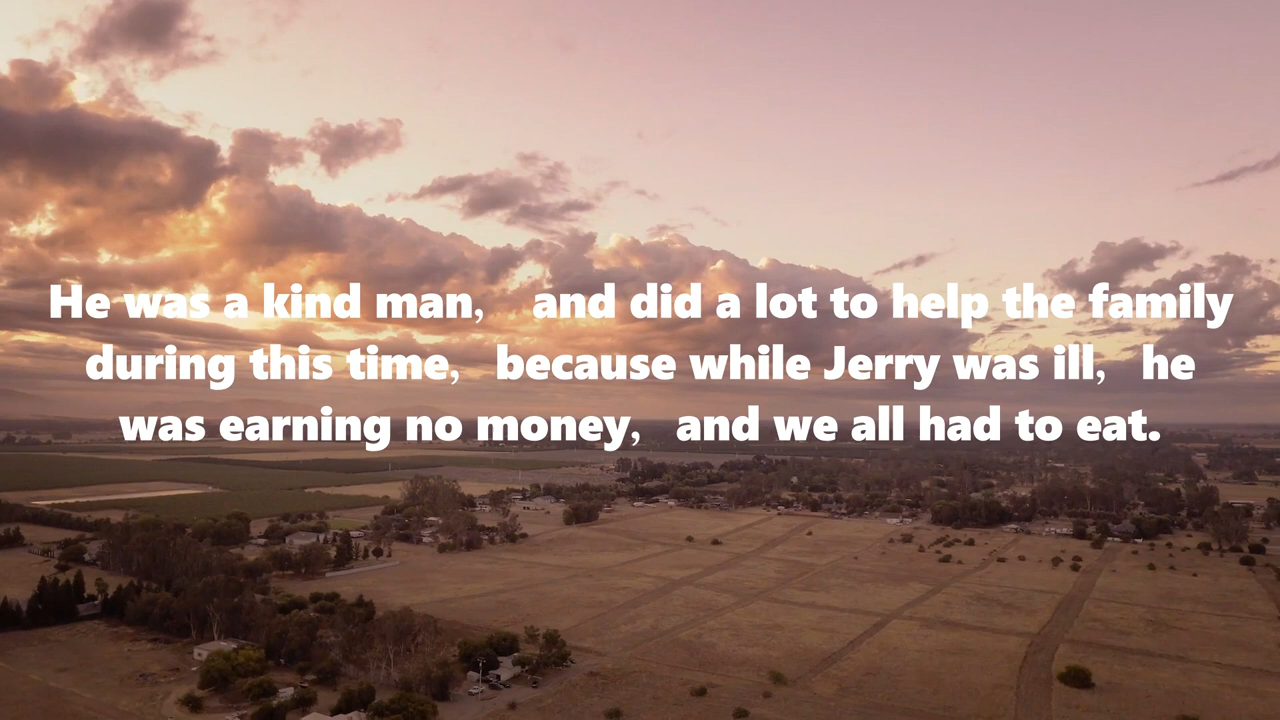 He was a kind man, and did a lot to help the family
during this time, because while Jerry was ill, he
was earning no money, and we all had to eat.